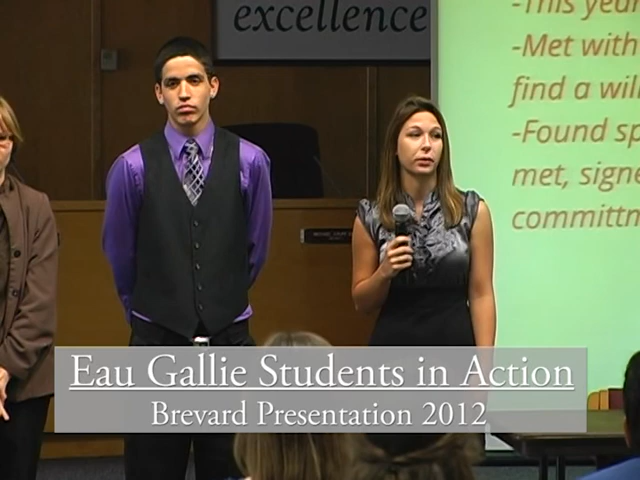 excellence
-This year
-Met with
find a will
-Found sp
met, signe
committm
Eau Gallie Students in Action
Brevard Presentation 2012